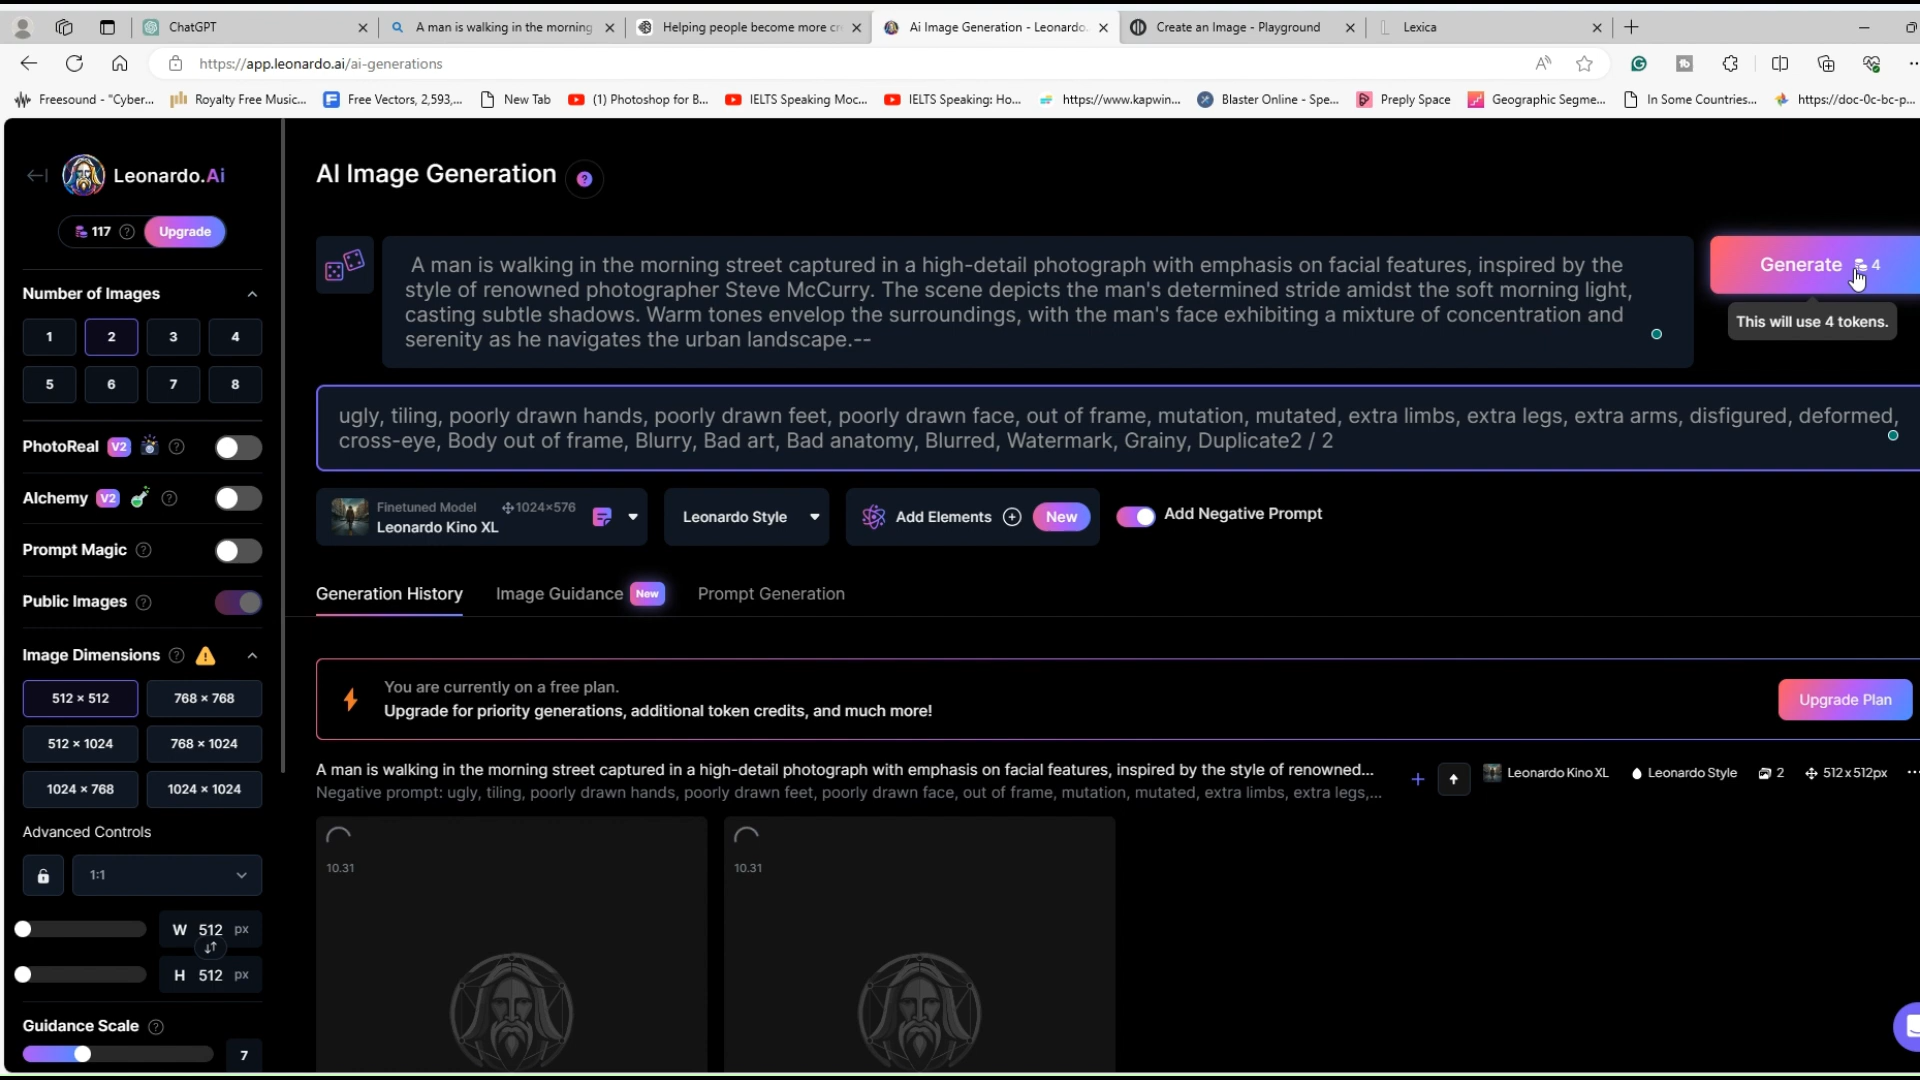 ChatGPT
A man is walking in the morning
Helping people become more cr
Ai Image Generation - Leonardo.
Create an Image - Playground
Lexica
https://app.leonardo.ai/ai-generations
Freesound - "Cyber...
Royalty Free Music...
Free Vectors, 2,593,...
New Tab
(1) Photoshop for B...
IELTS Speaking Moc...
IELTS Speaking: Ho...
https://www.kapwin...
Blaster Online - Spe...
Preply Space
Geographic Segme...
In Some Countries...
https://doc-0c-bc-p...
Leonardo.Ai
117
Upgrade
Number of Images
1 2 3 4
5 6 7 8
PhotoReal V2
Alchemy V2
Prompt Magic
Public Images
Image Dimensions
512 × 512 768 × 768
512 × 1024 768 × 1024
1024 × 768 1024 × 1024
Advanced Controls
1:1
W 512 px
H 512 px
Guidance Scale
7
AI Image Generation
A man is walking in the morning street captured in a high-detail photograph with emphasis on facial features, inspired by the
style of renowned photographer Steve McCurry. The scene depicts the man's determined stride amidst the soft morning light,
casting subtle shadows. Warm tones envelop the surroundings, with the man's face exhibiting a mixture of concentration and
serenity as he navigates the urban landscape.--
Generate 4
This will use 4 tokens.
ugly, tiling, poorly drawn hands, poorly drawn feet, poorly drawn face, out of frame, mutation, mutated, extra limbs, extra legs, extra arms, disfigured, deformed,
cross-eye, Body out of frame, Blurry, Bad art, Bad anatomy, Blurred, Watermark, Grainy, Duplicate2 / 2
Finetuned Model 1024×576
Leonardo Kino XL
Leonardo Style
Add Elements
New
Add Negative Prompt
Generation History
Image Guidance New
Prompt Generation
You are currently on a free plan.
Upgrade for priority generations, additional token credits, and much more!
Upgrade Plan
A man is walking in the morning street captured in a high-detail photograph with emphasis on facial features, inspired by the style of renowned...
Negative prompt: ugly, tiling, poorly drawn hands, poorly drawn feet, poorly drawn face, out of frame, mutation, mutated, extra limbs, extra legs,...
Leonardo Kino XL
Leonardo Style
2
512x512px
10.31
10.31